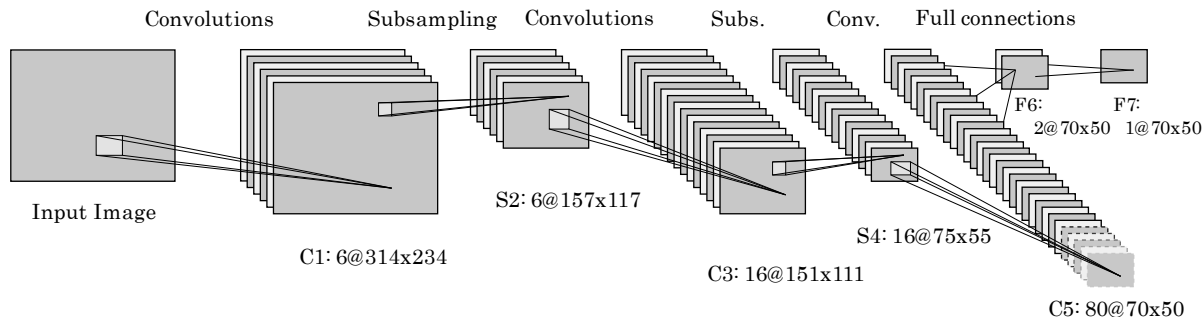 Convolutions Subsampling Convolutions Subs. Conv. Full connections
Input Image
C1: 6@314x234
S2: 6@157x117
C3: 16@151x111
S4: 16@75x55
C5: 80@70x50
F6:
2@70x50
F7:
1@70x50